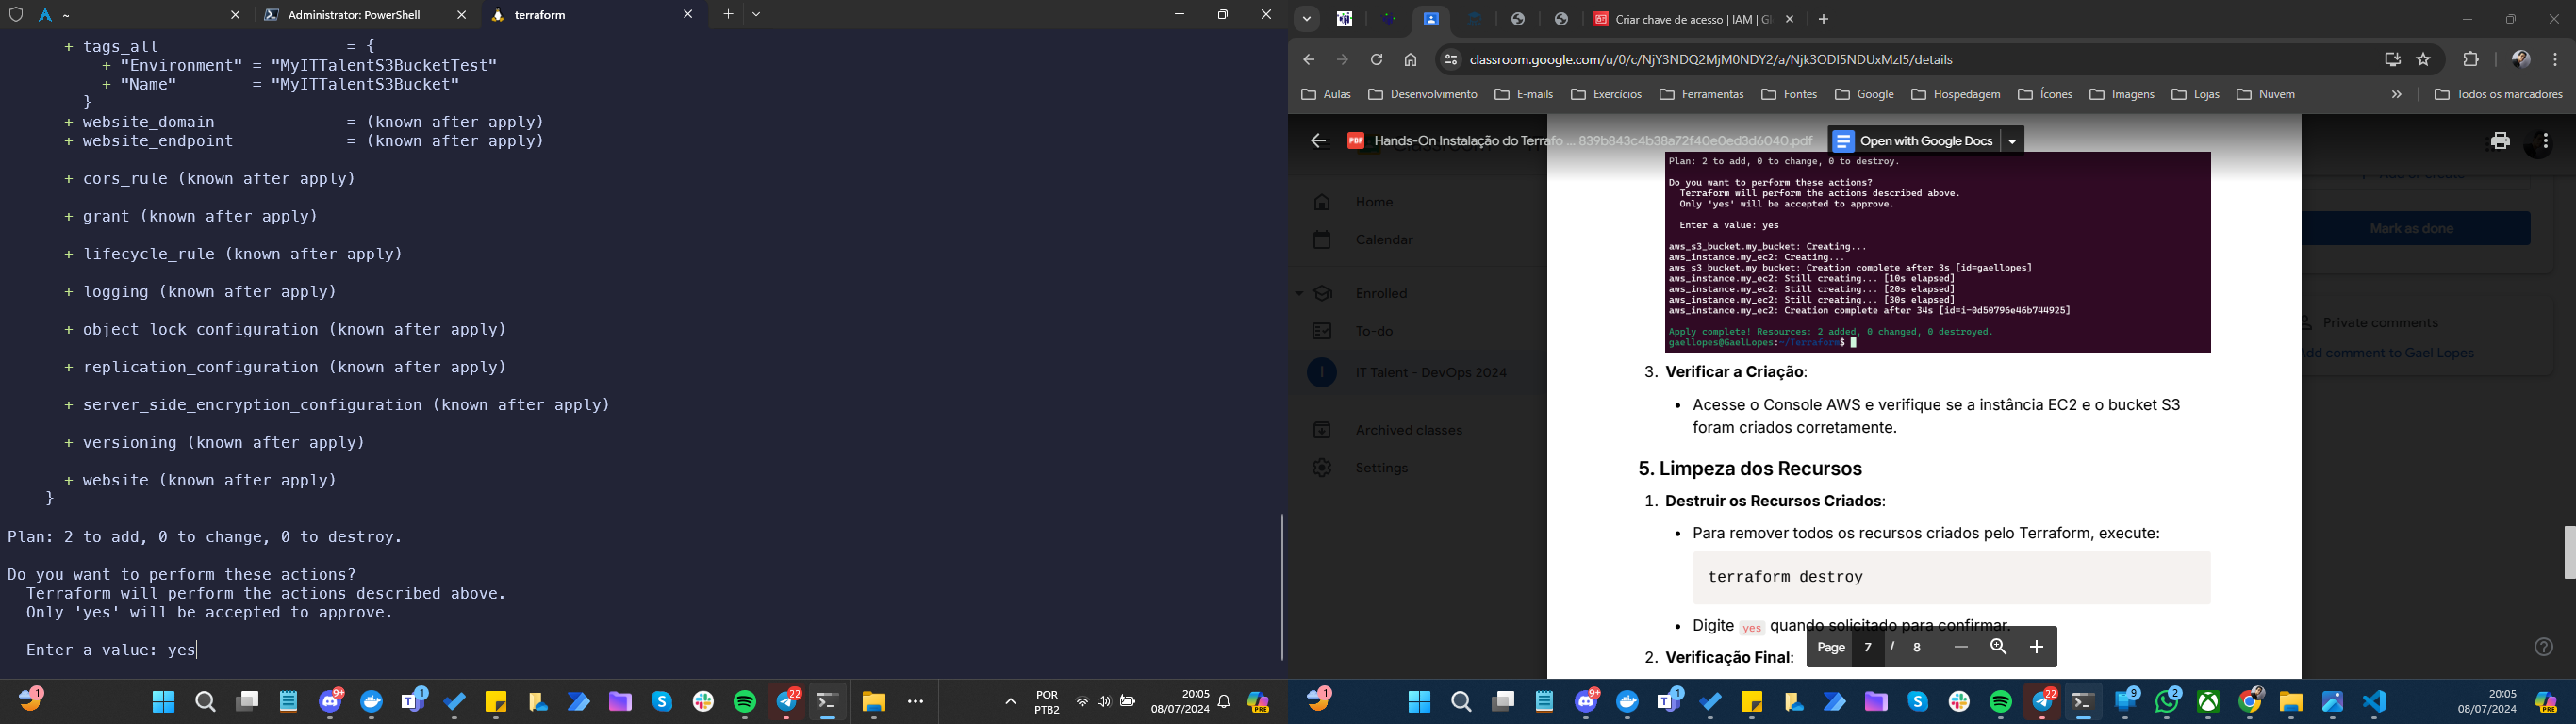 ~
Administrator: PowerShell
terraform
+ tags_all = {
+ "Environment" = "MyITTalentS3BucketTest"
+ "Name" = "MyITTalentS3Bucket"
}
+ website_domain = (known after apply)
+ website_endpoint = (known after apply)
+ cors_rule (known after apply)
+ grant (known after apply)
+ lifecycle_rule (known after apply)
+ logging (known after apply)
+ object_lock_configuration (known after apply)
+ replication_configuration (known after apply)
+ server_side_encryption_configuration (known after apply)
+ versioning (known after apply)
+ website (known after apply)
}
Plan: 2 to add, 0 to change, 0 to destroy.
Do you want to perform these actions?
Terraform will perform the actions described above.
Only 'yes' will be accepted to approve.
Enter a value: yes
1
9+
1
22
POR
PTB2
20:05
08/07/2024
PRE
Criar chave de acesso | IAM | Gl
classroom.google.com/u/0/c/NjY3NDQ2MjM0NDY2/a/Njk3ODI5NDUxMzI5/details
Aulas
Desenvolvimento
E-mails
Exercícios
Ferramentas
Fontes
Google
Hospedagem
Ícones
Imagens
Lojas
Nuvem
Todos os marcadores
PDF
Hands-On Instalação do Terrafo ... 839b843c4b38a72f40e0ed3d6040.pdf
Open with Google Docs
Home
Calendar
Enrolled
To-do
I
IT Talent - DevOps 2024
Archived classes
Settings
Mark as done
Private comments
Add comment to Gael Lopes
Plan: 2 to add, 0 to change, 0 to destroy.
Do you want to perform these actions?
Terraform will perform the actions described above.
Only 'yes' will be accepted to approve.
Enter a value: yes
aws_s3_bucket.my_bucket: Creating...
aws_instance.my_ec2: Creating...
aws_s3_bucket.my_bucket: Creation complete after 3s [id=gaellopes]
aws_instance.my_ec2: Still creating... [10s elapsed]
aws_instance.my_ec2: Still creating... [20s elapsed]
aws_instance.my_ec2: Still creating... [30s elapsed]
aws_instance.my_ec2: Creation complete after 34s [id=i-0d50796e46b744925]
Apply complete! Resources: 2 added, 0 changed, 0 destroyed.
gaellopes@GaelLopes:~/Terraform$
3. Verificar a Criação:
• Acesse o Console AWS e verifique se a instância EC2 e o bucket S3
foram criados corretamente.
5. Limpeza dos Recursos
1. Destruir os Recursos Criados:
• Para remover todos os recursos criados pelo Terraform, execute:
terraform destroy
• Digite yes quando solicitado para confirmar.
2. Verificação Final:
Page 7 / 8
1
9+
1
22
9
2
20:05
08/07/2024
PRE